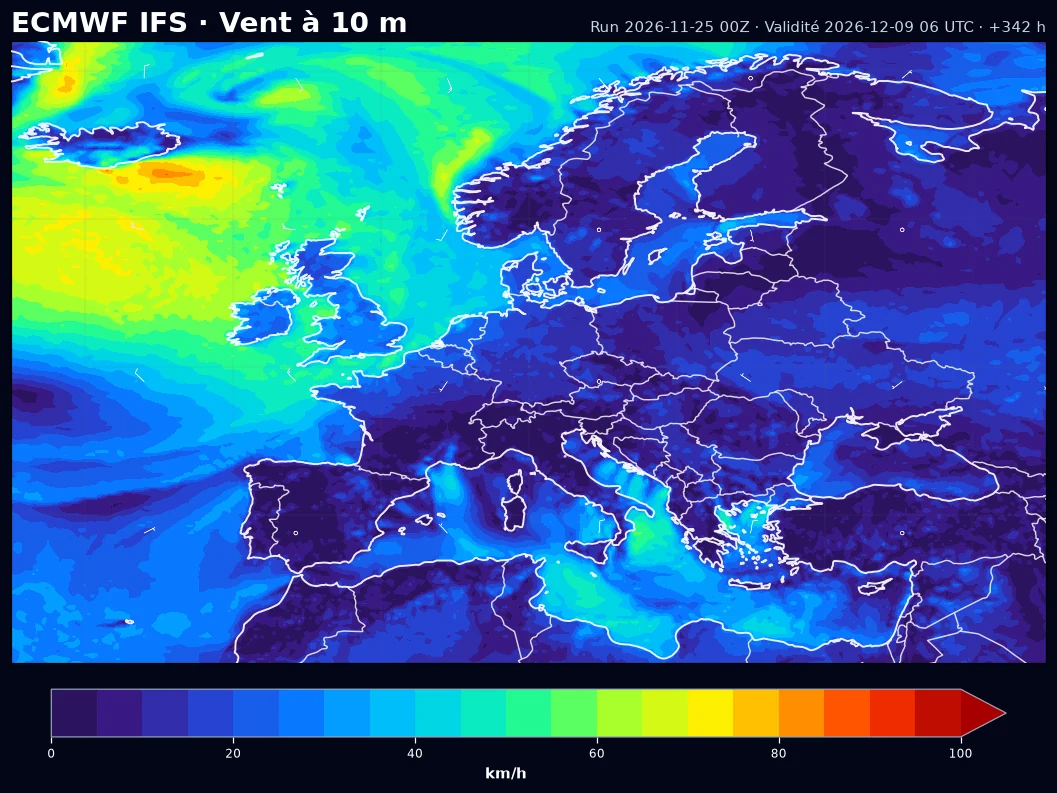 ECMWF IFS · Vent à 10 m
Run 2026-11-25 00Z · Validité 2026-12-09 06 UTC · +342 h
0 20 40 60 80 100
km/h